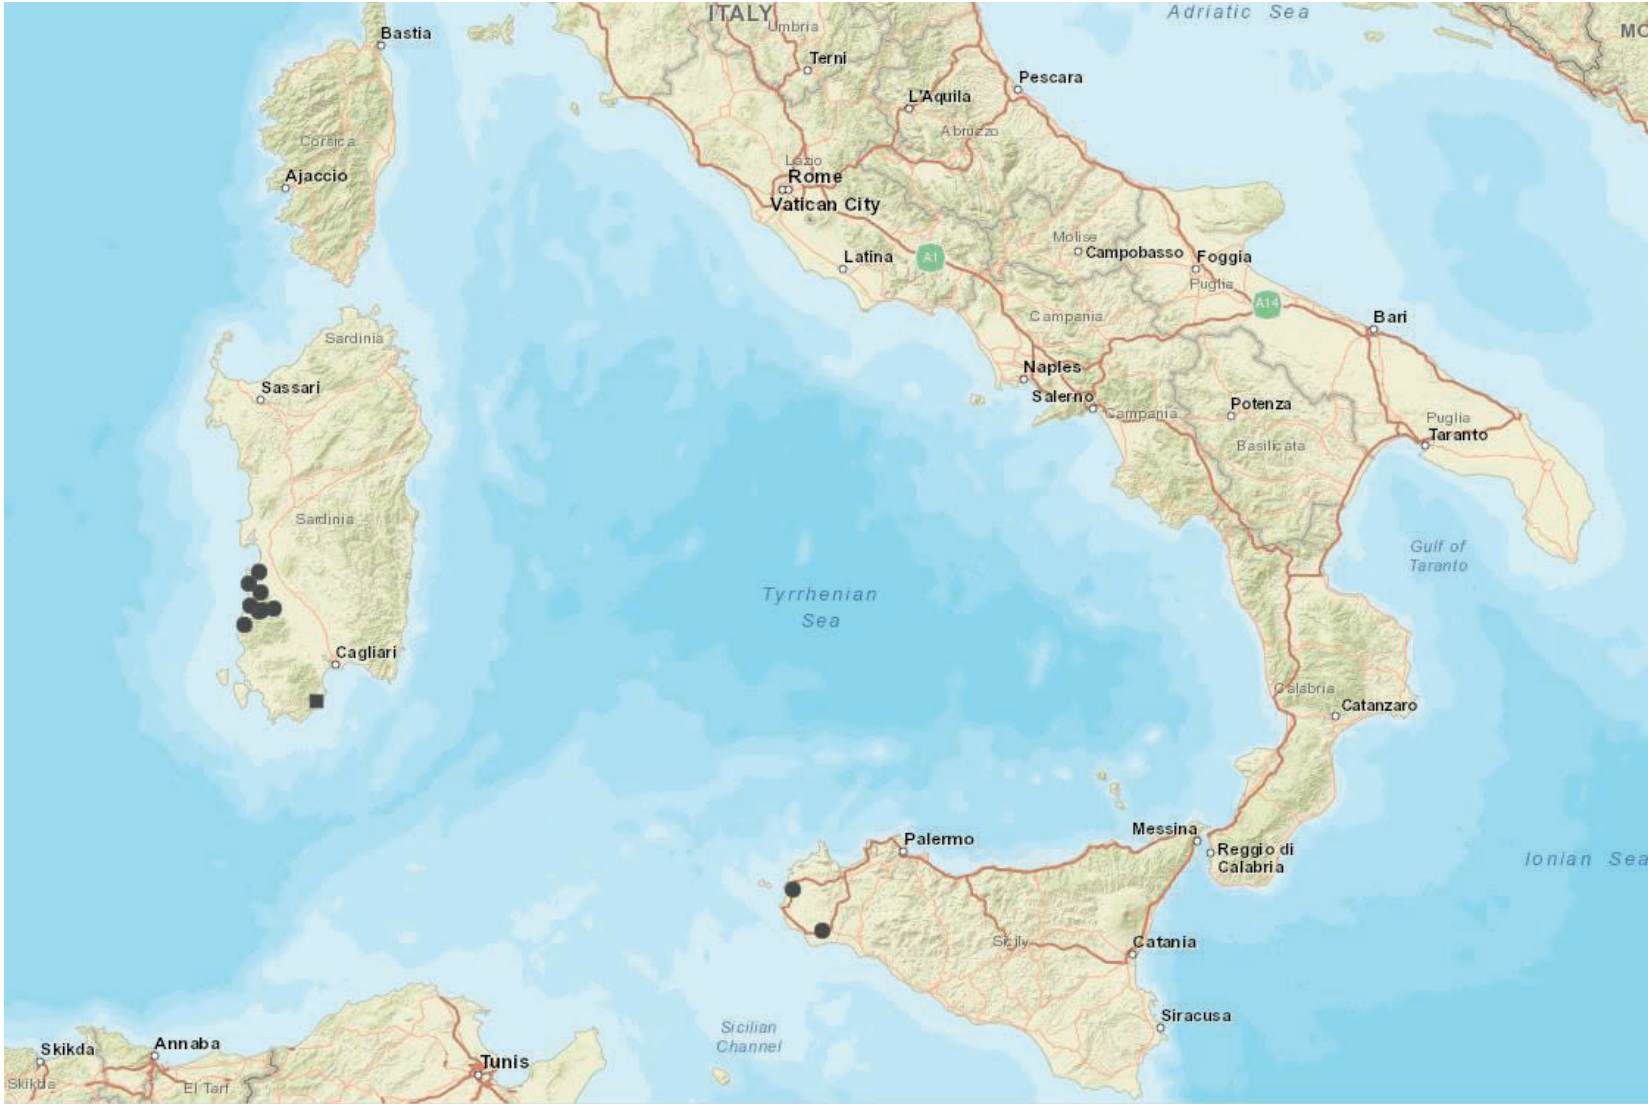 ITALY
Adriatic Sea
MO
Umbria
Bastia
Terni
Pescara
L'Aquila
Abruzzo
Corsica
Lazio
Ajaccio
Rome
Vatican City
Molise
Campobasso
Latina
A1
Foggia
Puglia
A14
Campania
Bari
Sardinia
Naples
Sassari
Salerno
Campania
Potenza
Puglia
Taranto
Basilicata
Sardinia
Gulf of
Taranto
Tyrrhenian
Sea
Cagliari
Calabria
Catanzaro
Messina
Palermo
Reggio di
Calabria
Ionian Sea
Sicily
Catania
Siracusa
Sicilian
Channel
Skikda
Annaba
Tunis
Skikda
El Tarf